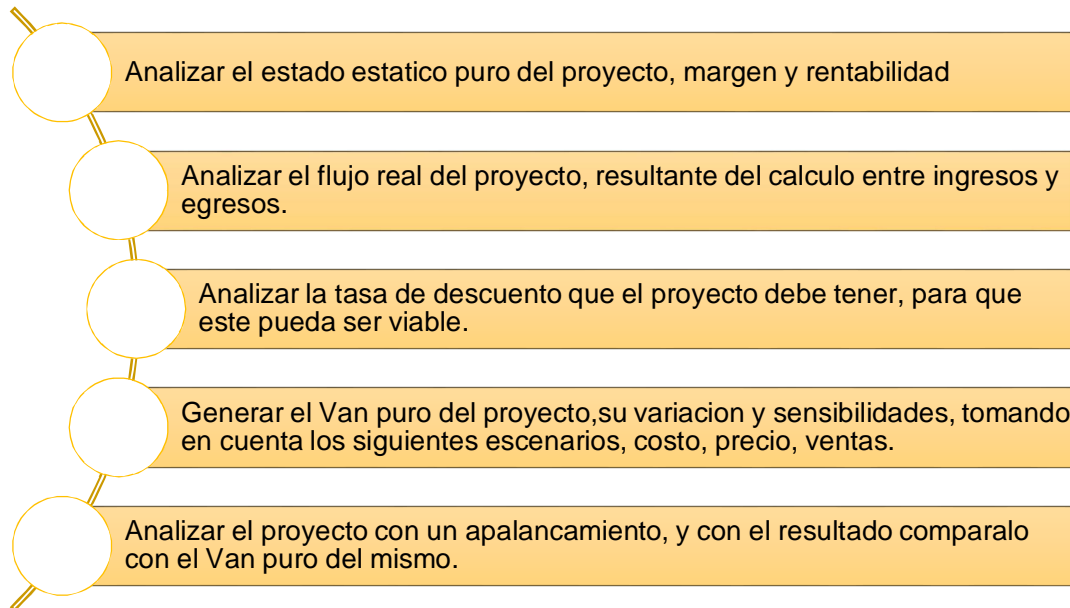 Analizar el estado estatico puro del proyecto, margen y rentabilidad
Analizar el flujo real del proyecto, resultante del calculo entre ingresos y
egresos.
Analizar la tasa de descuento que el proyecto debe tener, para que
este pueda ser viable.
Generar el Van puro del proyecto,su variacion y sensibilidades, tomando
en cuenta los siguientes escenarios, costo, precio, ventas.
Analizar el proyecto con un apalancamiento, y con el resultado comparalo
con el Van puro del mismo.